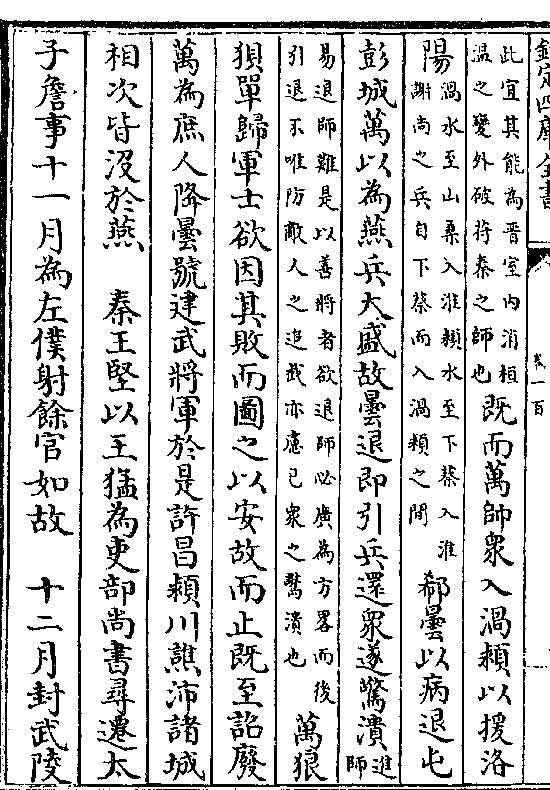 欽定四庫全書
卷一百
此宜其能為晉室内消桓
温之變外破苻秦之師也
既而萬帥衆入渦頴以援洛
陽
渦水至山桑入淮頴水至下蔡入淮
謝尚之兵自下蔡而入渦頴之間
郗曇以病退屯
彭城萬以為燕兵大盛故曇退即引兵還衆遂驚潰
進
師
易退師難是以善將者欲退師必廣為方畧而後
引退不唯防敵人之追或亦慮已衆之驚潰也
萬狼
狽單歸軍士欲因其敗而圖之以安故而止既至詔廢
萬為庶人降曇號建武將軍於是許昌頴川譙沛諸城
相次皆沒於燕　秦王堅以王猛為吏部尚書尋遷太
子詹事十一月為左僕射餘官如故　十二月封武陵